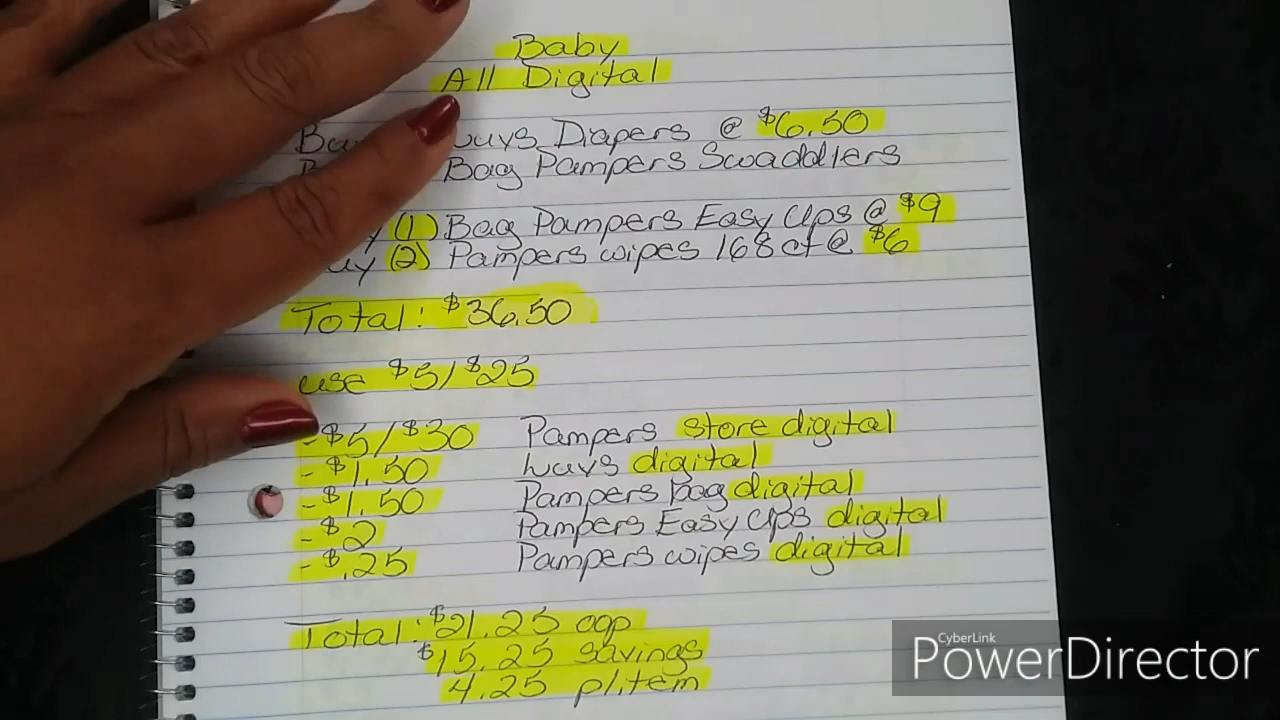 Baby
All Digital
Diapers @ $6.50
Bag Pampers Swaddlers
(1) Bag Pampers Easy Ups @ $9
(2) Pampers wipes 168 ct @ $6
Total: $36.50
use $5/$25
-$5/$30 Pampers store digital
-$1.50 Luvs digital
-$1.50 Pampers bag digital
-$2 Pampers Easy Ups digital
-$.25 Pampers wipes digital
Total: $21.25 oop
$15.25 savings
4.25 p/item
CyberLink
PowerDirector